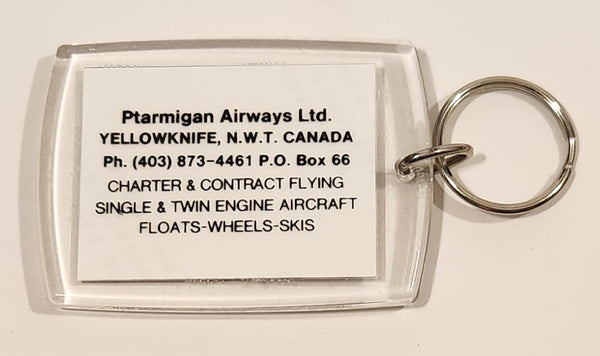 Ptarmigan Airways Ltd.
YELLOWKNIFE, N.W.T. CANADA
Ph. (403) 873-4461 P.O. Box 66
CHARTER & CONTRACT FLYING
SINGLE & TWIN ENGINE AIRCRAFT
FLOATS-WHEELS-SKIS